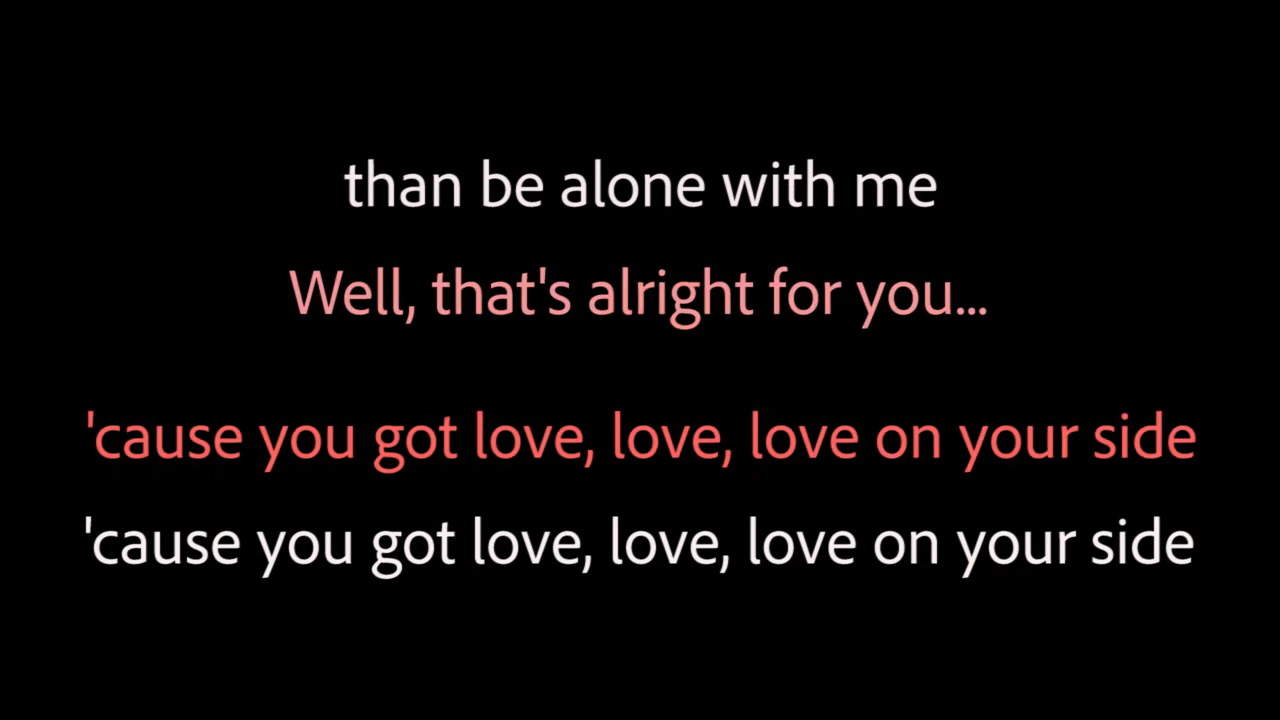 than be alone with me
Well, that's alright for you...
'cause you got love, love, love on your side
'cause you got love, love, love on your side